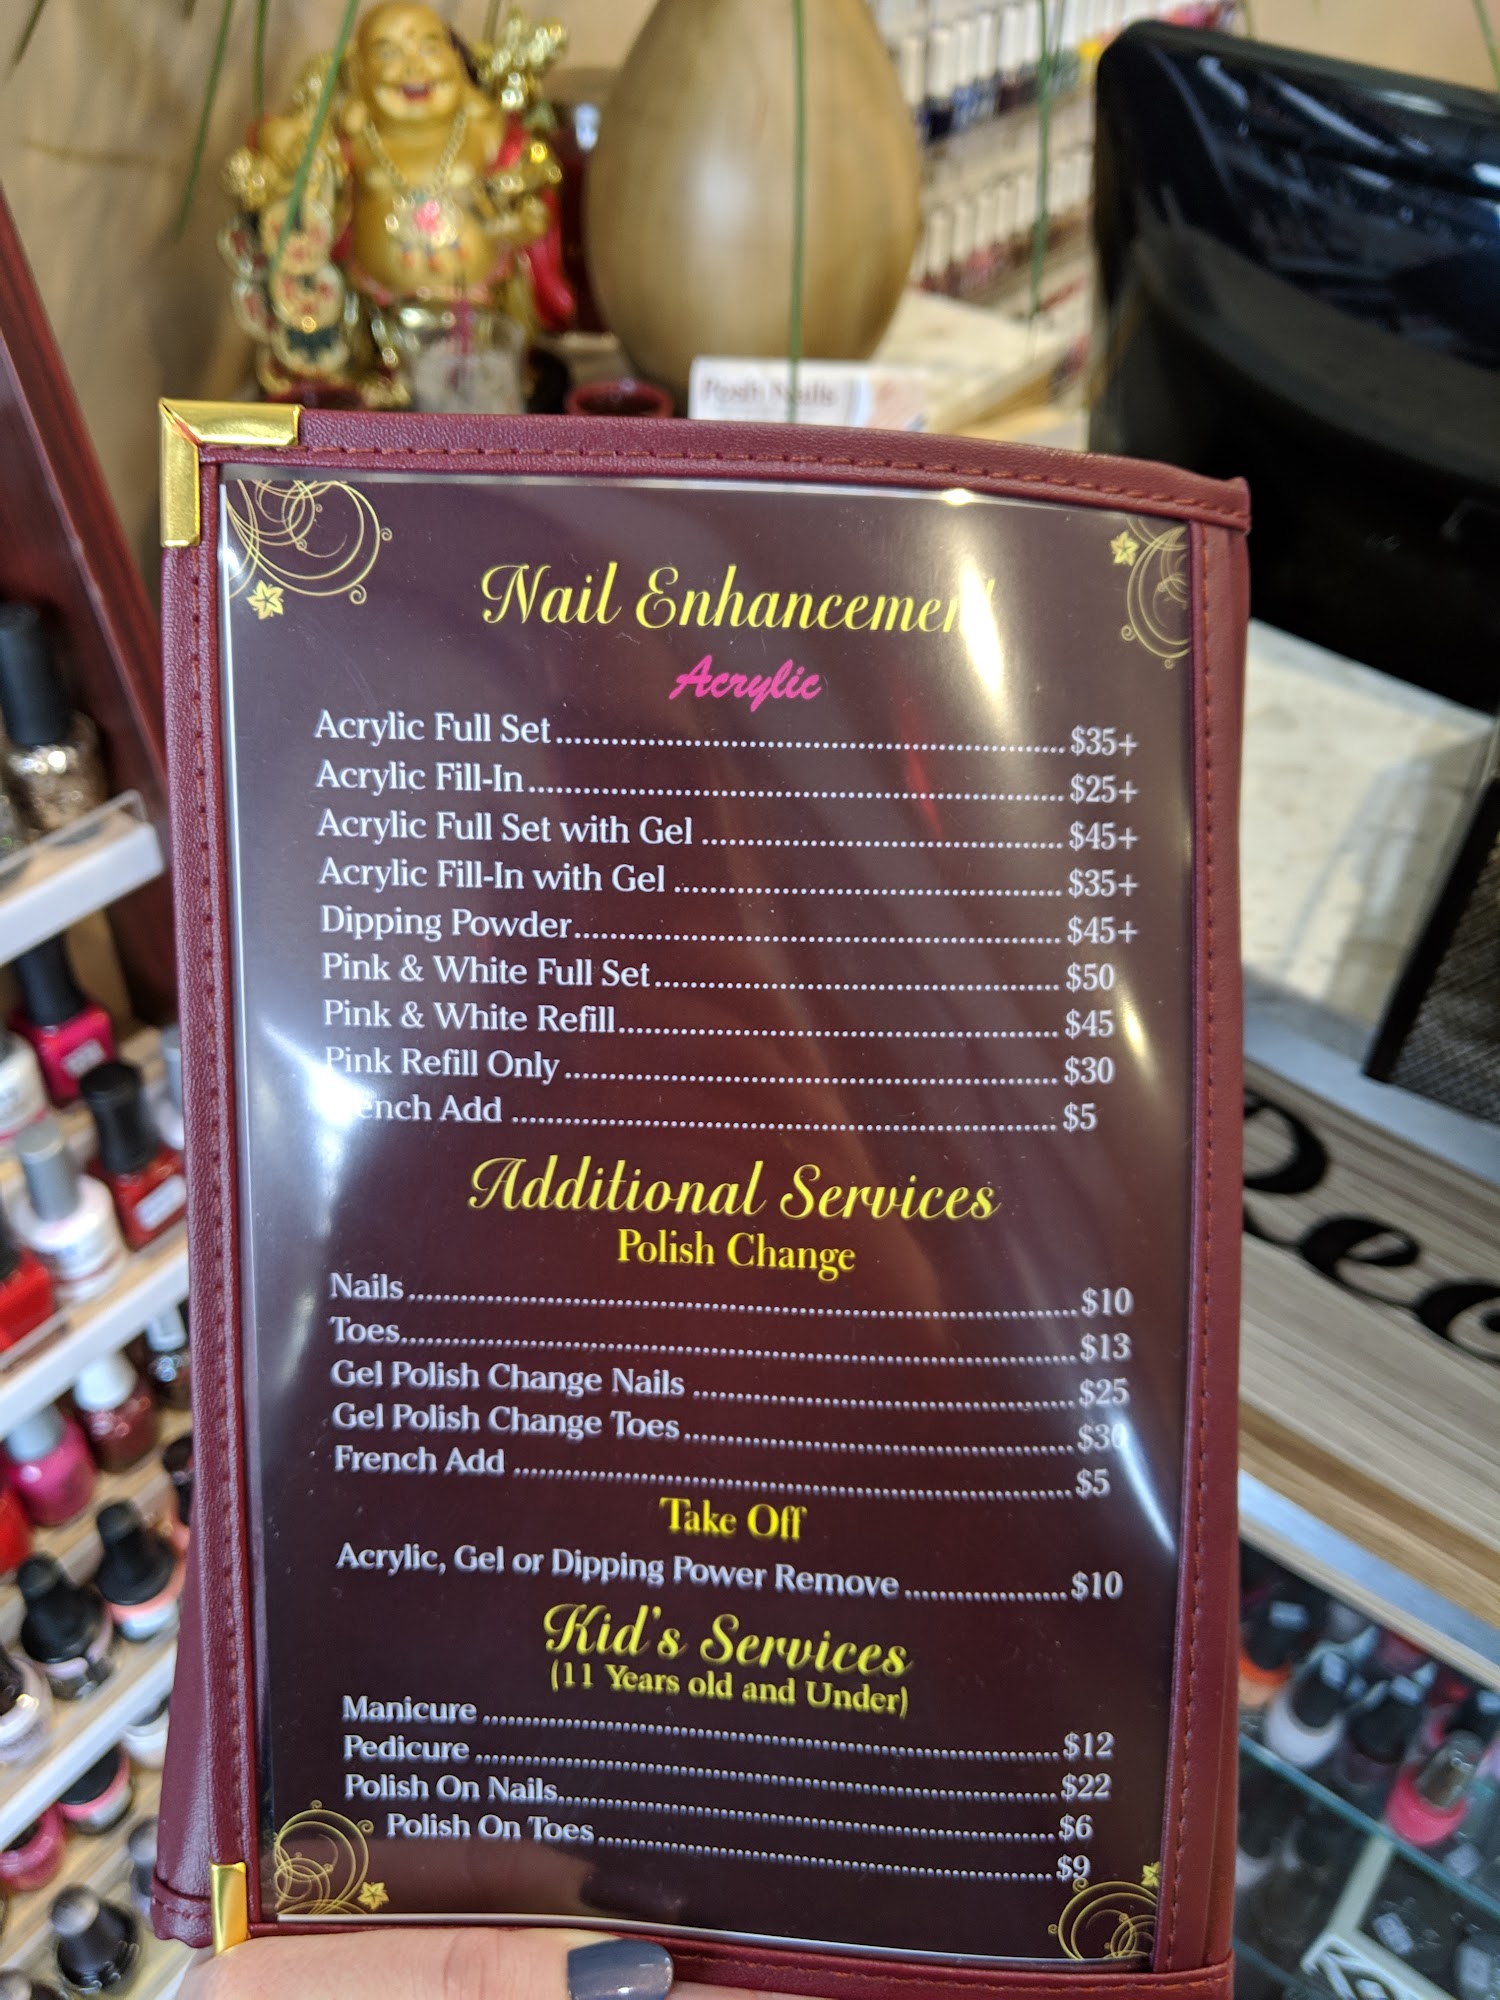 Posh Nails
Nail Enhancement
Acrylic
Acrylic Full Set $35+
Acrylic Fill-In $25+
Acrylic Full Set with Gel $45+
Acrylic Fill-In with Gel $35+
Dipping Powder $45+
Pink & White Full Set $50
Pink & White Refill $45
Pink Refill Only $30
French Add $5
Additional Services
Polish Change
Nails $10
Toes $13
Gel Polish Change Nails $25
Gel Polish Change Toes $30
French Add $5
Take Off
Acrylic, Gel or Dipping Power Remove $10
Kid's Services
(11 Years old and Under)
Manicure $12
Pedicure $22
Polish On Nails $6
Polish On Toes $9